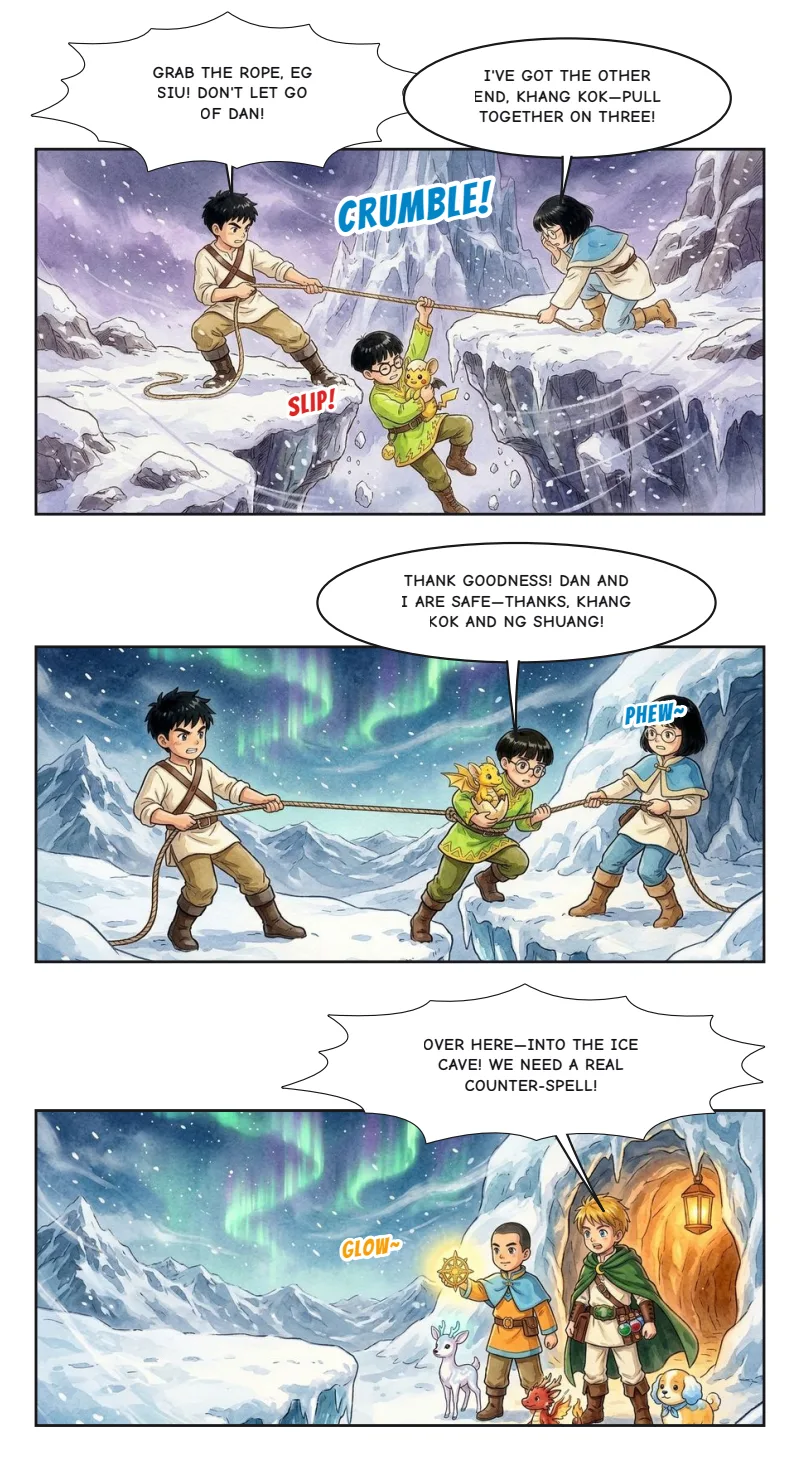 GRAB THE ROPE, EG
SIU! DON'T LET GO
OF DAN!
I'VE GOT THE OTHER
END, KHANG KOK—PULL
TOGETHER ON THREE!
CRUMBLE!
SLIP!
THANK GOODNESS! DAN AND
I ARE SAFE—THANKS, KHANG
KOK AND NG SHUANG!
PHEW~
OVER HERE—INTO THE ICE
CAVE! WE NEED A REAL
COUNTER-SPELL!
GLOW~